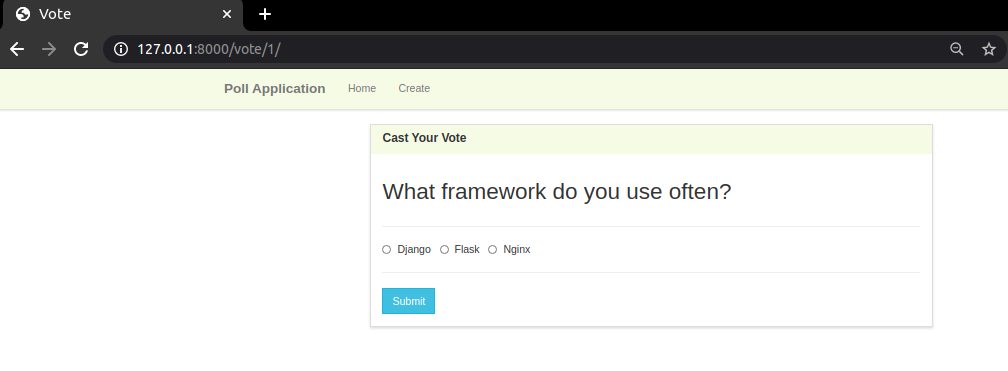 Vote
127.0.0.1:8000/vote/1/
Poll Application Home Create
Cast Your Vote
What framework do you use often?
Django Flask Nginx
Submit